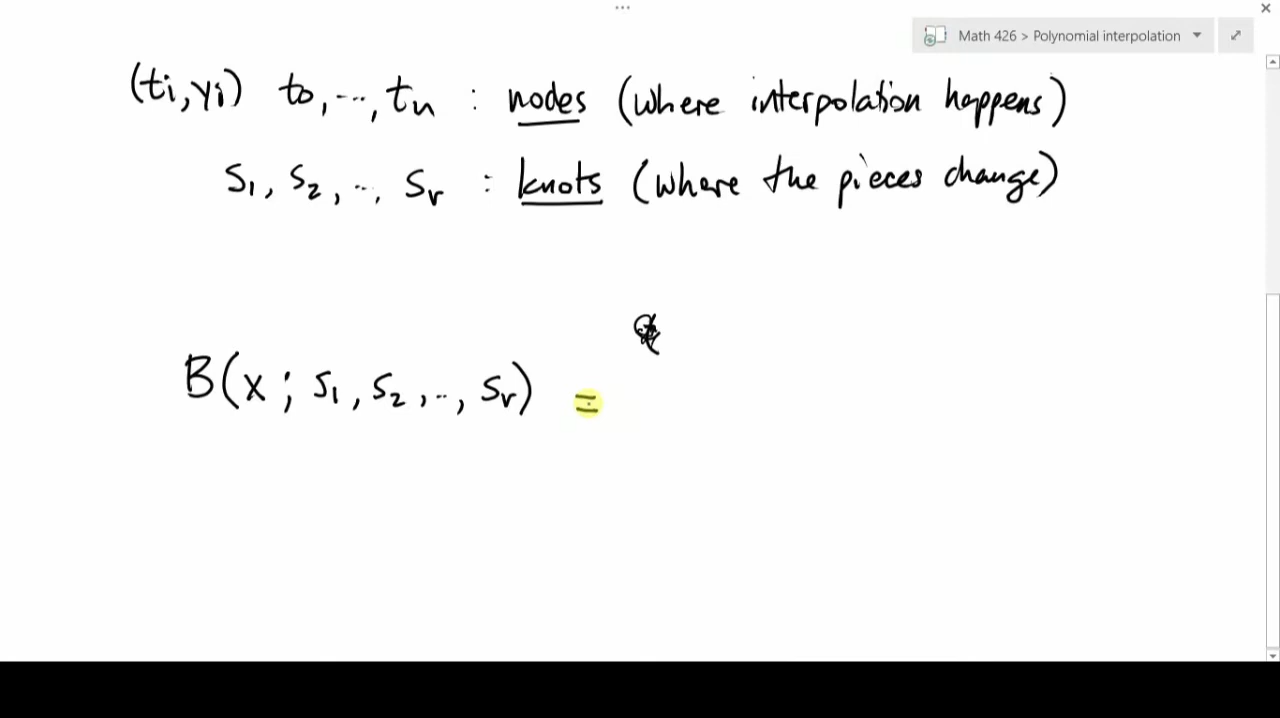 Math 426 > Polynomial interpolation
(ti,yi) t0,...,tn : nodes (where interpolation happens)
s1, s2, .., sr : knots (where the pieces change)
B(x ; s1, s2, .., sr) =